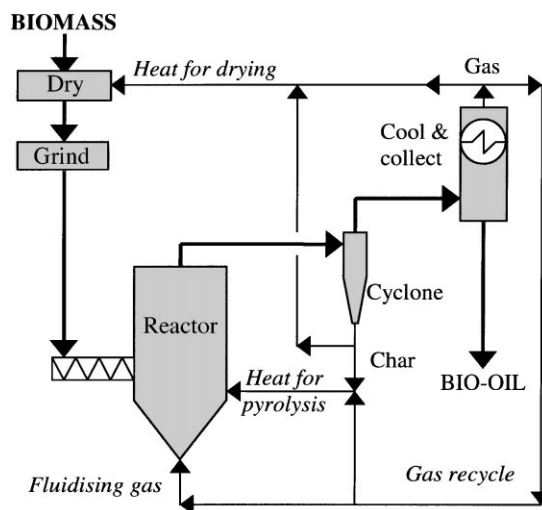 BIOMASS
Heat for drying
Gas
Dry
Cool &
collect
Grind
Cyclone
Reactor
Char
Heat for
pyrolysis
BIO-OIL
Fluidising gas
Gas recycle